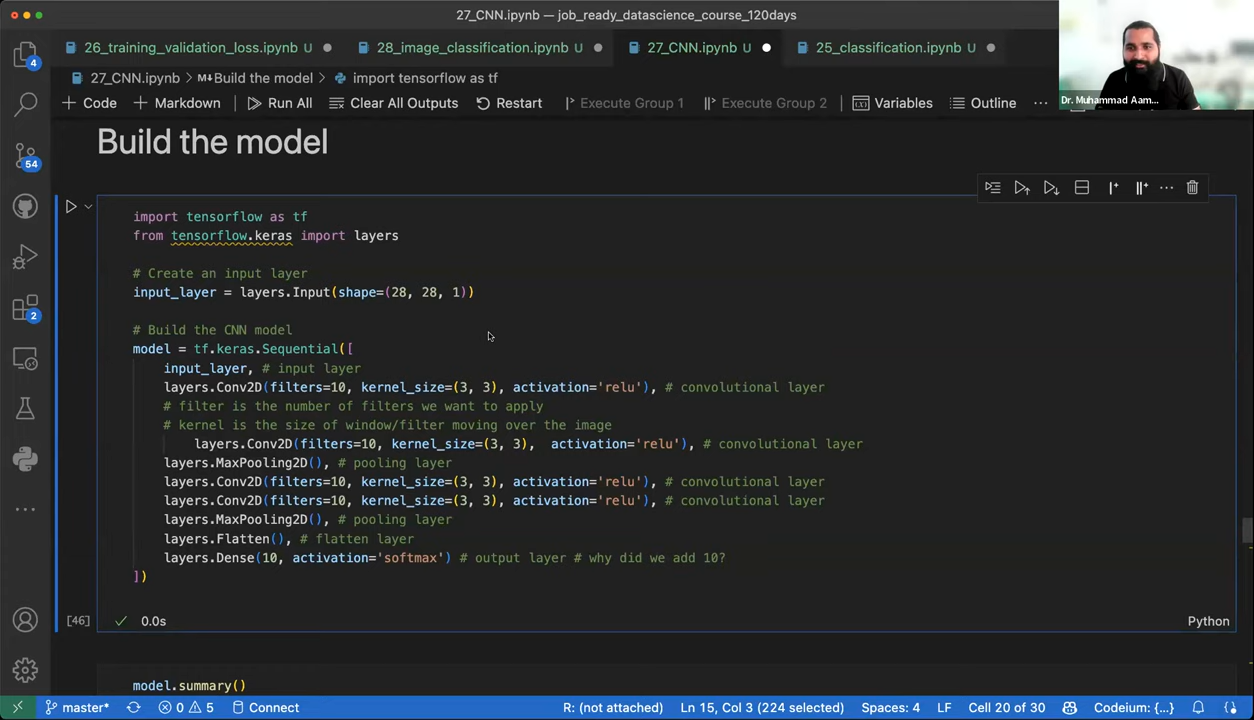 27_CNN.ipynb — job_ready_datascience_course_120days
26_training_validation_loss.ipynb U
28_image_classification.ipynb U
27_CNN.ipynb U
25_classification.ipynb U
Dr. Muhammad Aam...
27_CNN.ipynb > M↓Build the model > import tensorflow as tf
+ Code + Markdown | Run All Clear All Outputs Restart | Execute Group 1 Execute Group 2 | Variables Outline ...
4
54
2
Build the model
import tensorflow as tf
from tensorflow.keras import layers
# Create an input layer
input_layer = layers.Input(shape=(28, 28, 1))
# Build the CNN model
model = tf.keras.Sequential([
input_layer, # input layer
layers.Conv2D(filters=10, kernel_size=(3, 3), activation='relu'), # convolutional layer
# filter is the number of filters we want to apply
# kernel is the size of window/filter moving over the image
layers.Conv2D(filters=10, kernel_size=(3, 3),  activation='relu'), # convolutional layer
layers.MaxPooling2D(), # pooling layer
layers.Conv2D(filters=10, kernel_size=(3, 3), activation='relu'), # convolutional layer
layers.Conv2D(filters=10, kernel_size=(3, 3), activation='relu'), # convolutional layer
layers.MaxPooling2D(), # pooling layer
layers.Flatten(), # flatten layer
layers.Dense(10, activation='softmax') # output layer # why did we add 10?
])
[46] ✓ 0.0s Python
model.summary()
master* 0 5 Connect R: (not attached) Ln 15, Col 3 (224 selected) Spaces: 4 LF Cell 20 of 30 Codeium: {...}